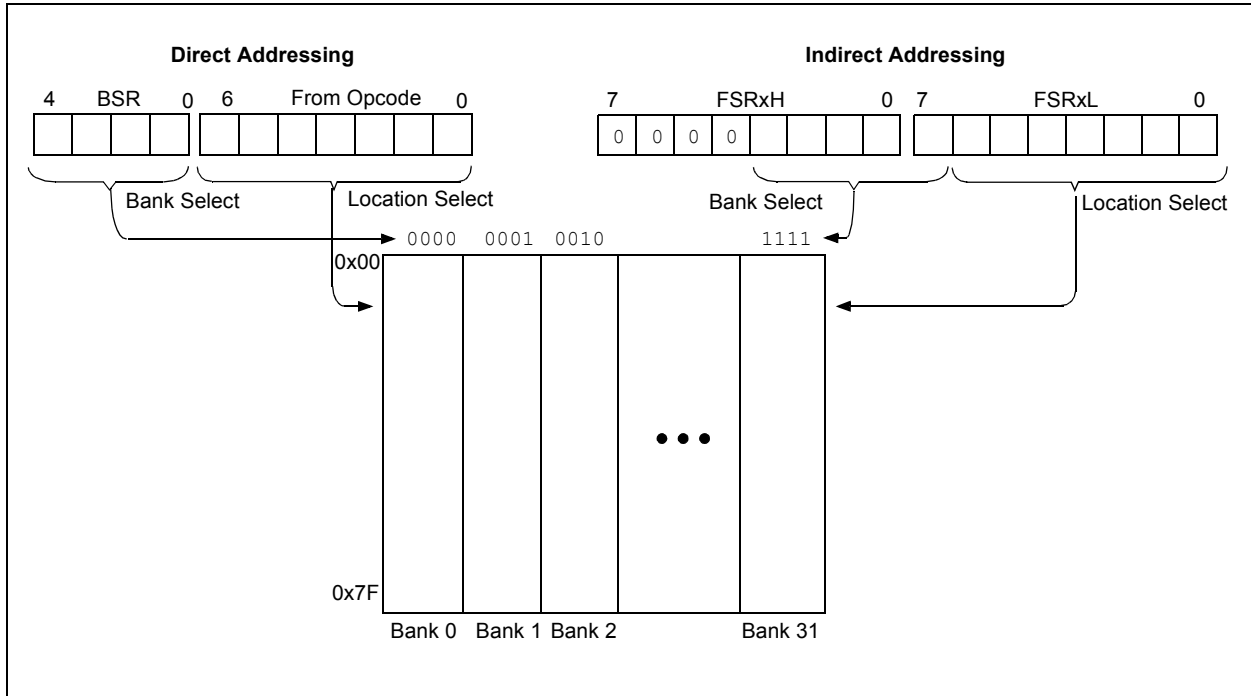 Direct Addressing
Indirect Addressing
4 BSR 0 6 From Opcode 0
7 FSRxH 0 7 FSRxL 0
0 0 0 0
Bank Select
Location Select
Bank Select
Location Select
0000 0001 0010 1111
0x00
0x7F
Bank 0 Bank 1 Bank 2 Bank 31